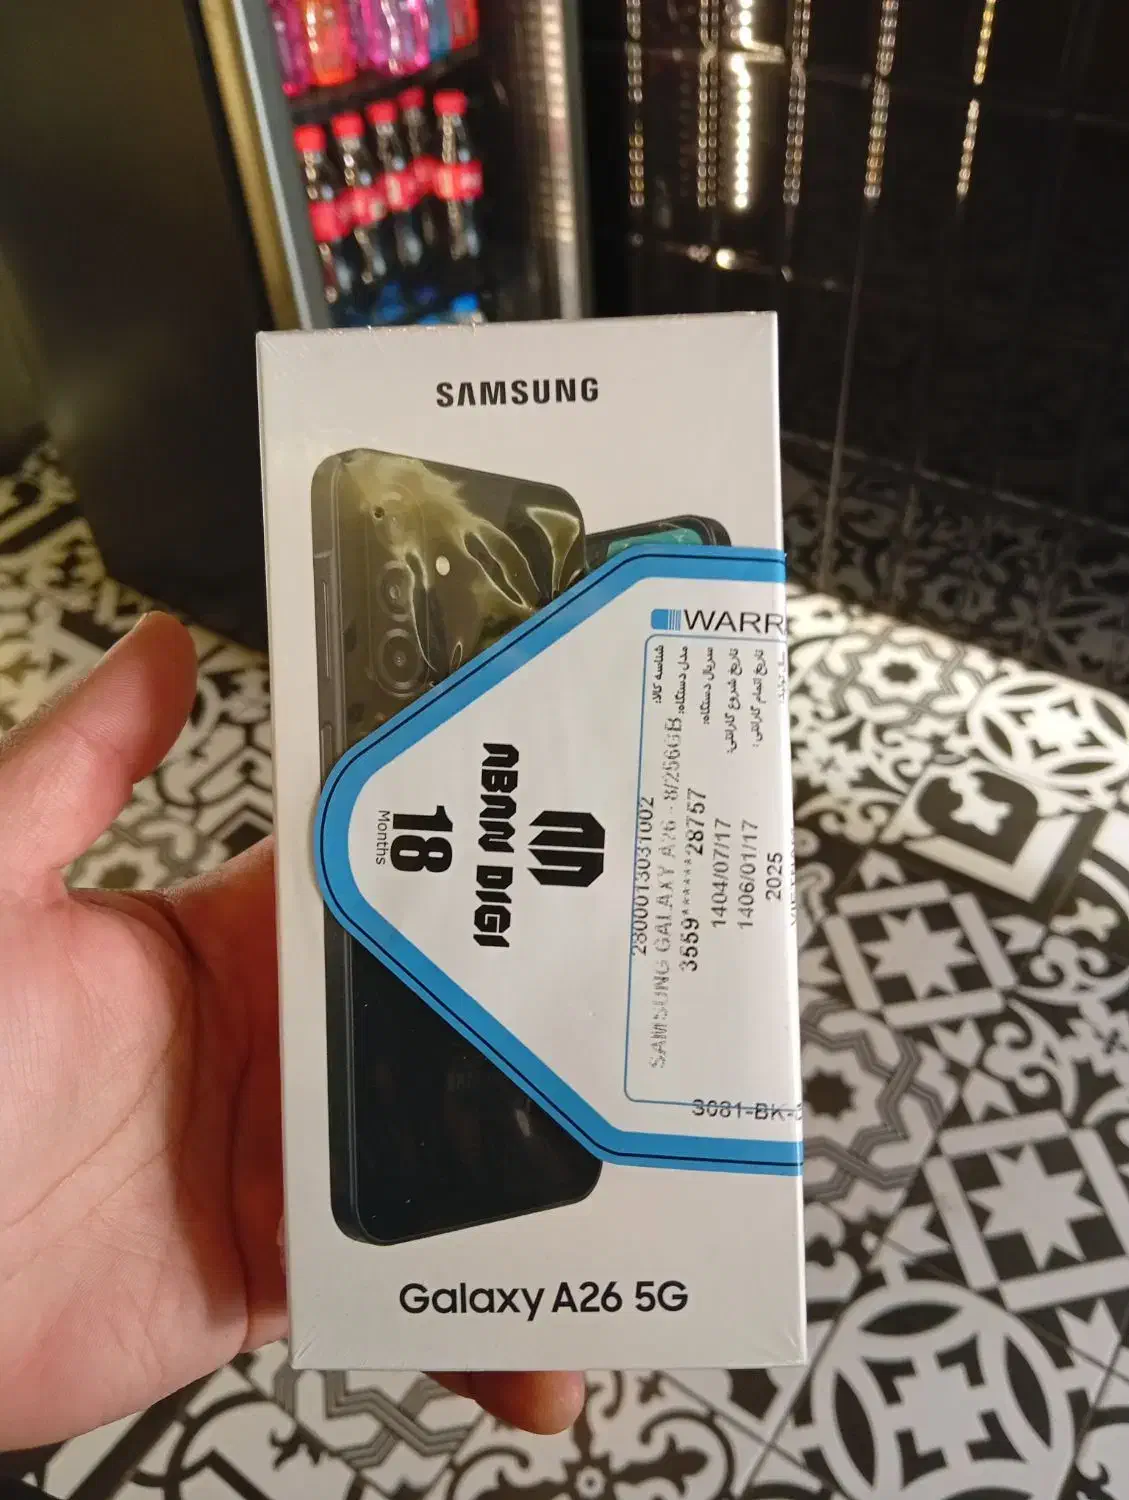 SAMSUNG
WARR
شناسه کالا:
2800013031002
مدل دستگاه:
SAMSUNG GALAXY A26 - 8/256GB
سریال دستگاه:
3559*******28757
تاریخ شروع گارانتی:
1404/07/17
تاریخ اتمام گارانتی:
1406/01/17
2025
3081-BK-
ABAN DIGI
18
Months
Galaxy A26 5G